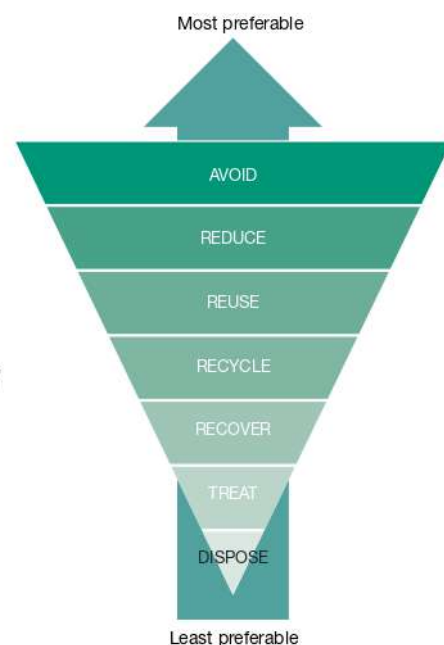 Most preferable
AVOID
REDUCE
REUSE
RECYCLE
RECOVER
TREAT
DISPOSE
Least preferable